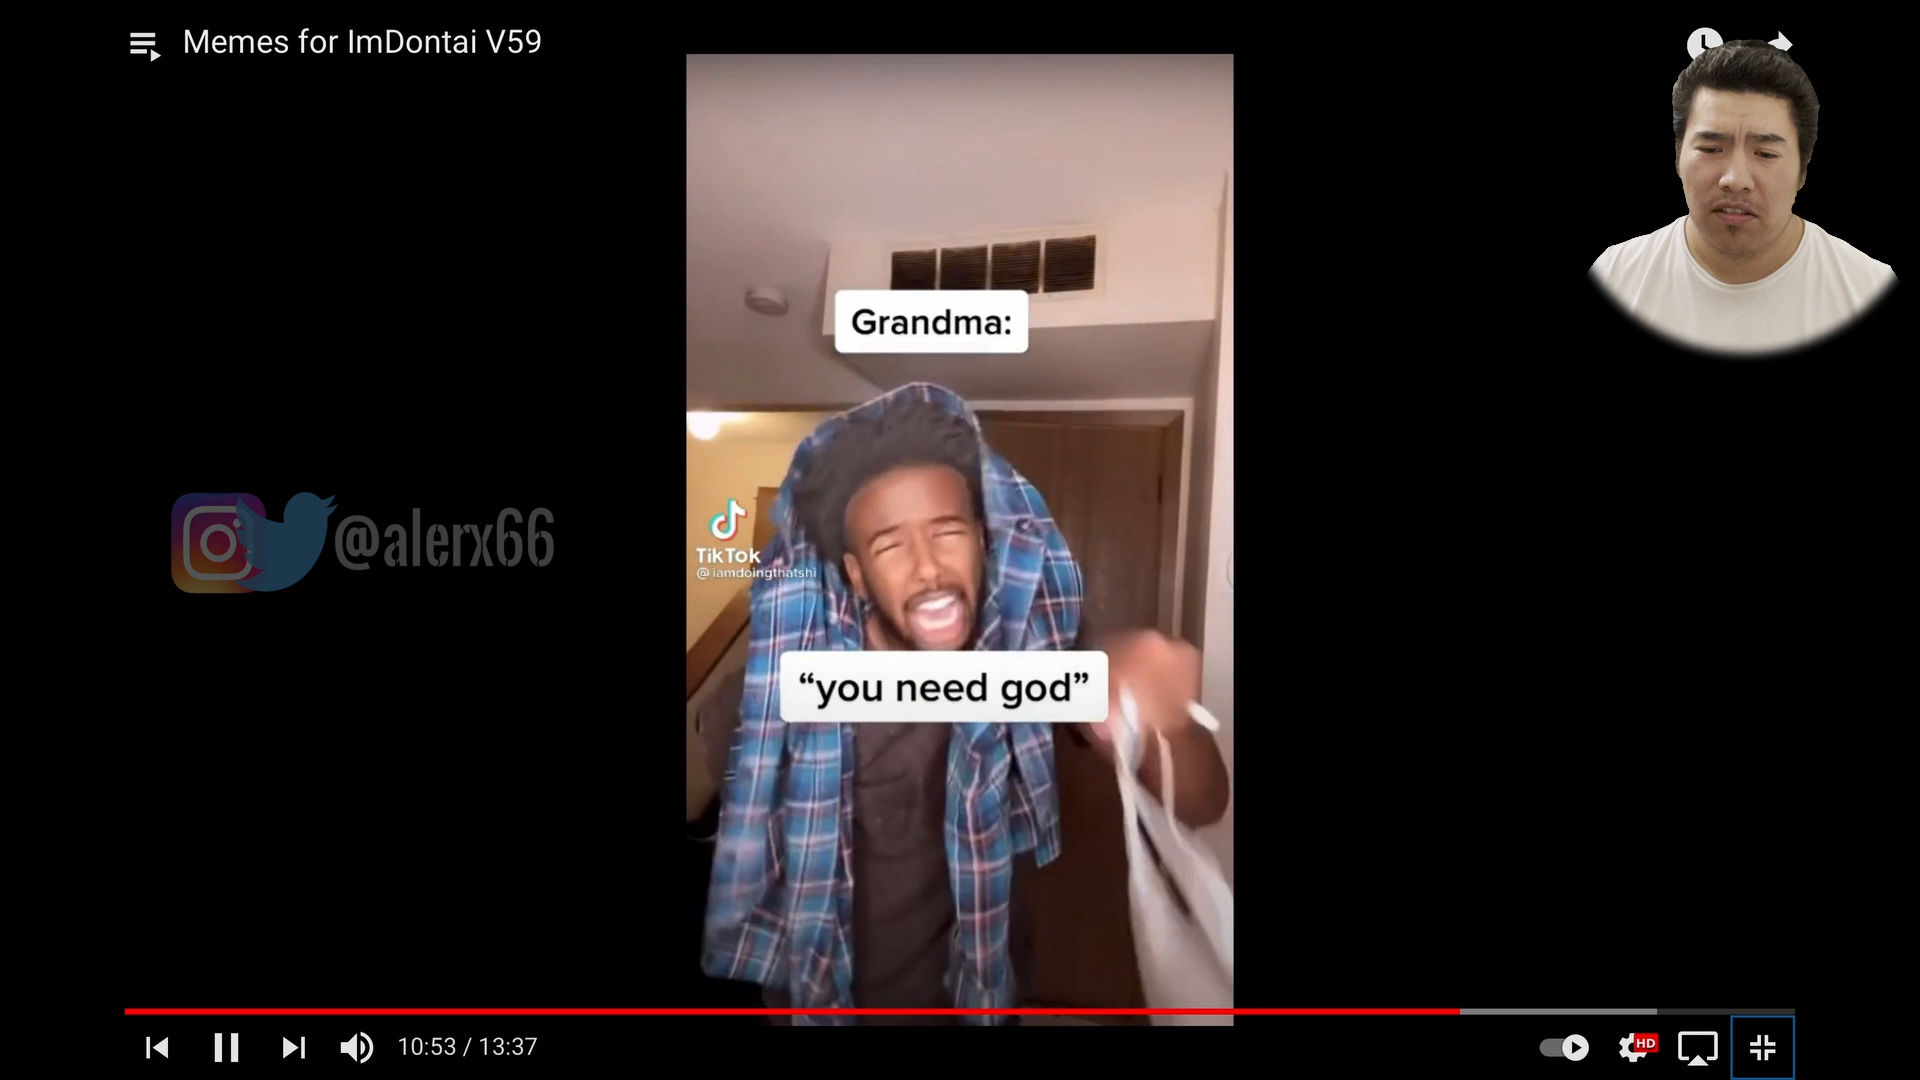 Memes for ImDontai V59
Grandma:
@alerx66
TikTok
@iamdoingthatshi
“you need god”
10:53 / 13:37
HD